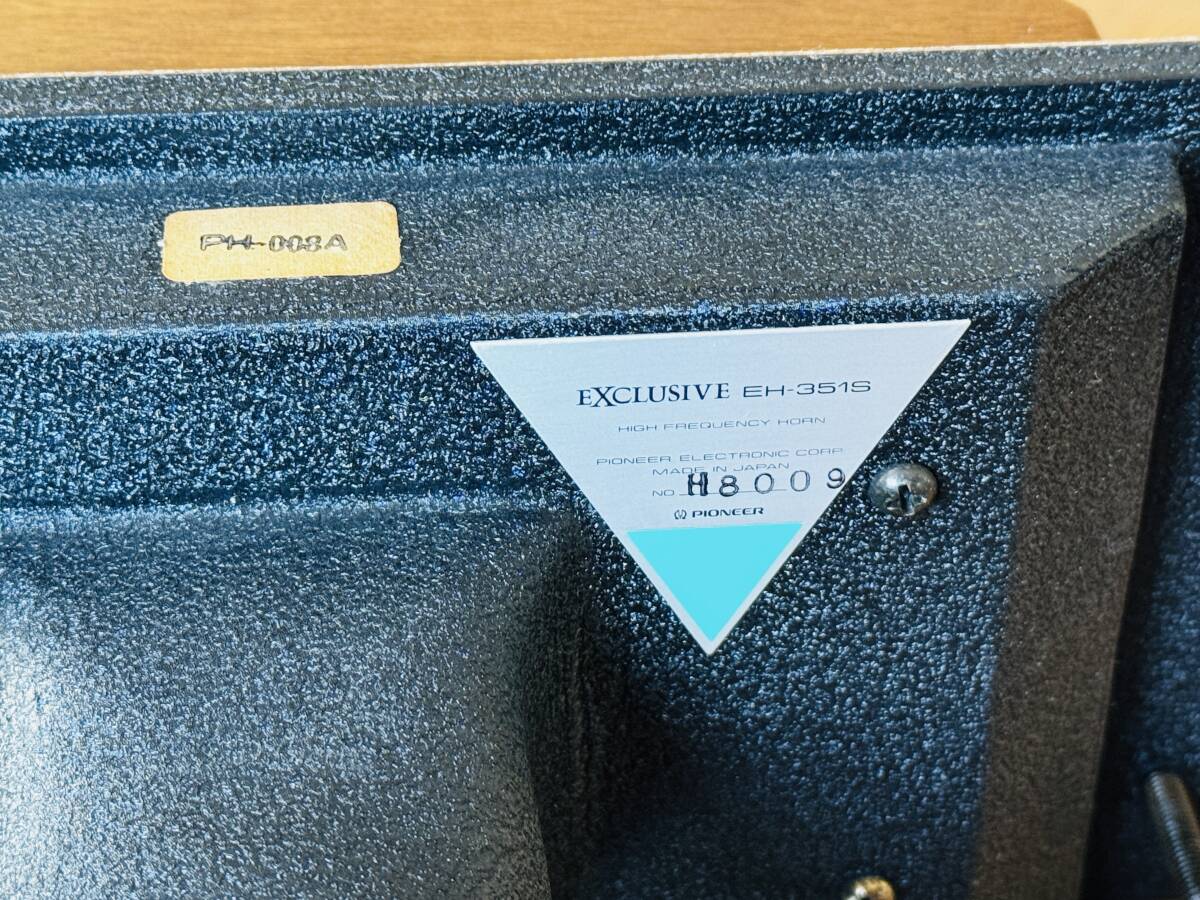 PH-008A
EXCLUSIVE EH-351S
HIGH FREQUENCY HORN
PIONEER ELECTRONIC CORP
MADE IN JAPAN
NO H8009
PIONEER